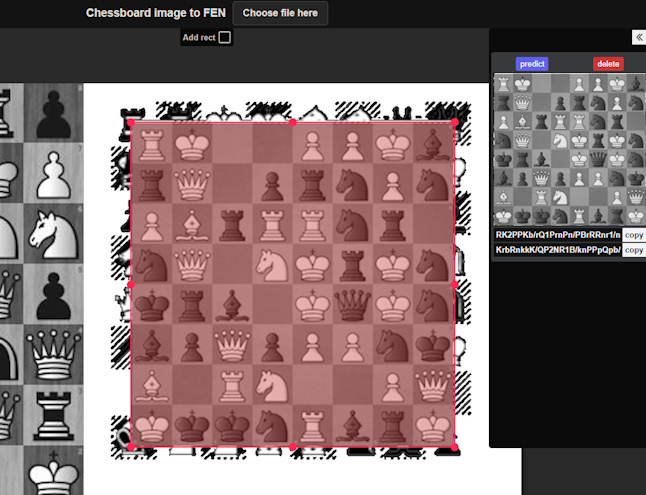 Chessboard image to FEN
Choose file here
Add rect
predict
delete
RK2PPKb/rQ1PrnPn/PBrRRnr1/n
copy
KrbRnkkK/QP2NR1B/knPPpQpb/
copy